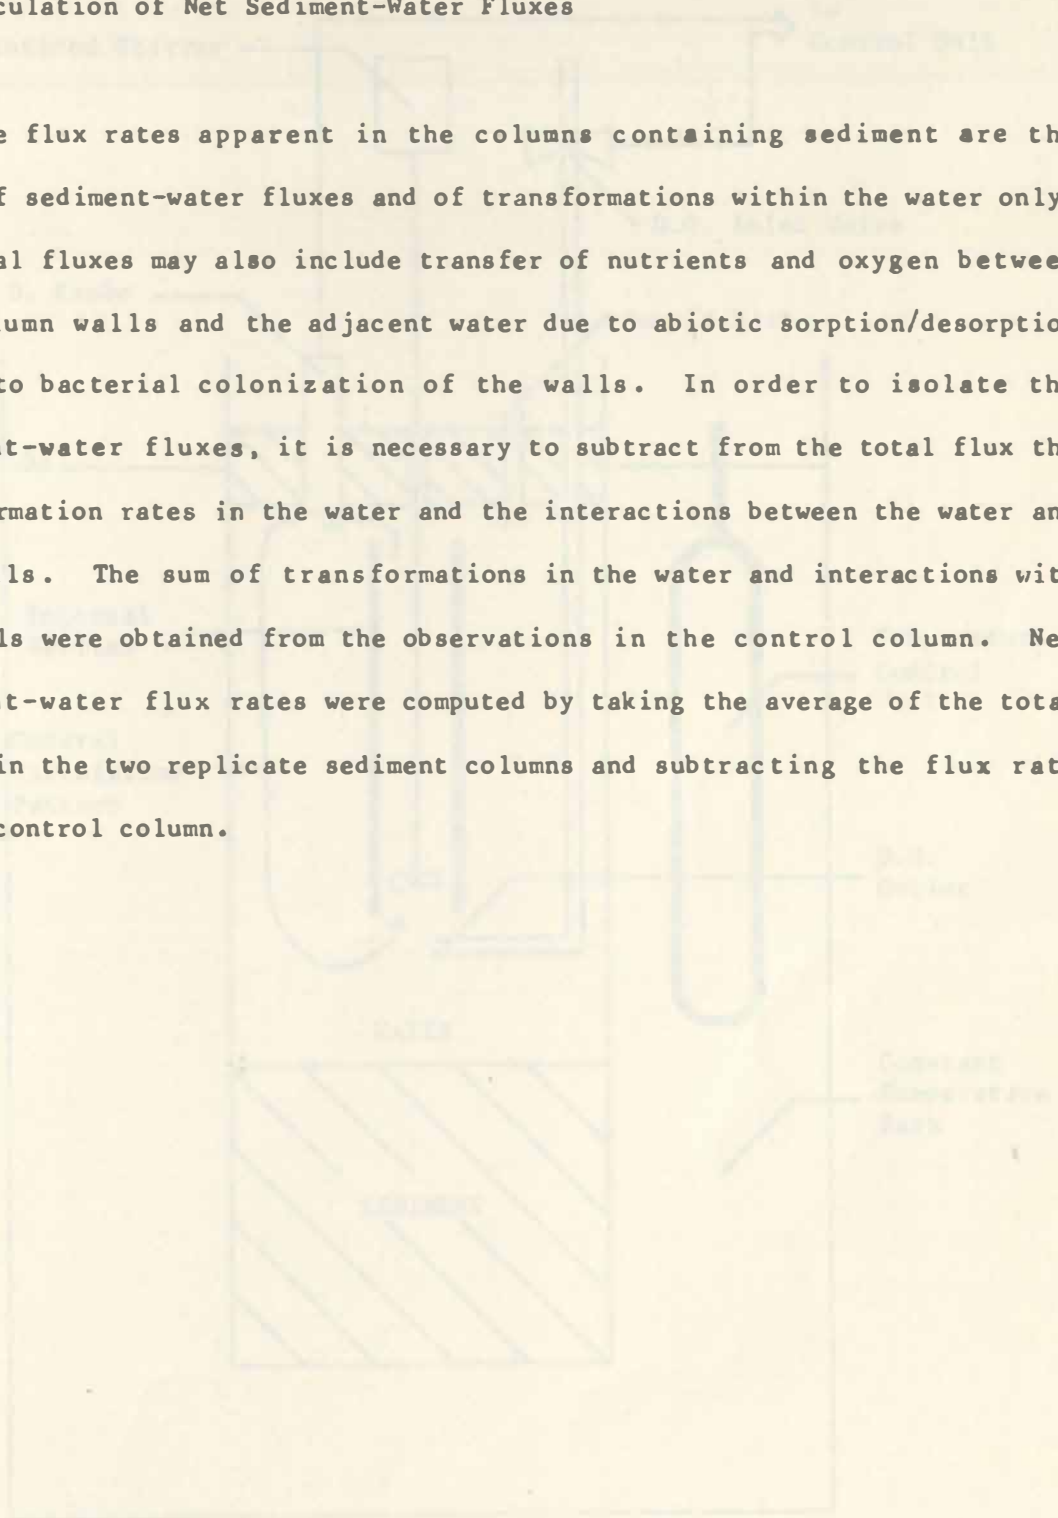 culation of Net Sediment-Water Fluxes
e flux rates apparent in the columns containing sediment are th
f sediment-water fluxes and of transformations within the water only
al fluxes may also include transfer of nutrients and oxygen betwee
lumn walls and the adjacent water due to abiotic sorption/desorptio
to bacterial colonization of the walls. In order to isolate th
t-water fluxes, it is necessary to subtract from the total flux th
rmation rates in the water and the interactions between the water an
ls. The sum of transformations in the water and interactions wit
ls were obtained from the observations in the control column. Ne
t-water flux rates were computed by taking the average of the tota
in the two replicate sediment columns and subtracting the flux rat
control column.
WATER
Constant
Temperature
SEDIMENT